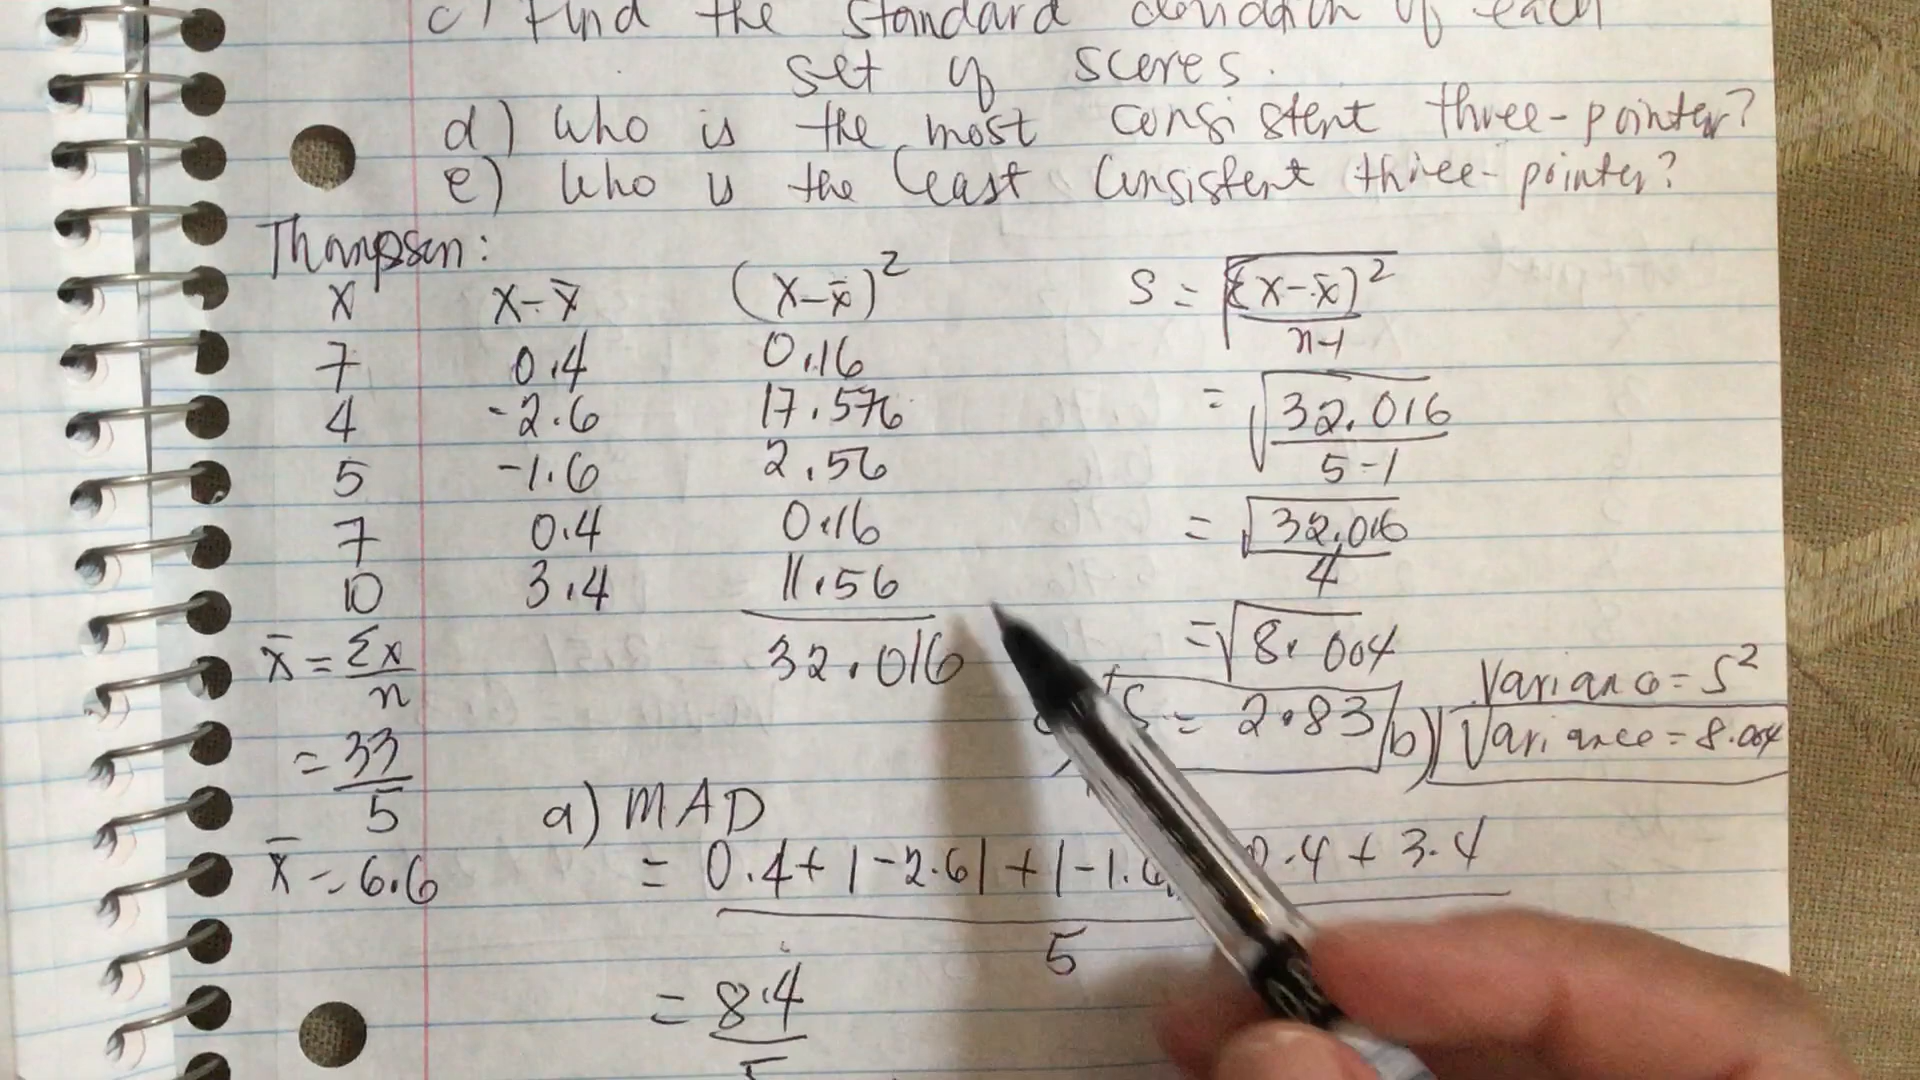 c) Find the standard deviation of each
set of scores.
d) Who is the most consistent three-pointer?
e) Who is the least consistent three-pointer?
Thompson:
X X-x̄ (X-x̄)²
7 0.4 0.16
4 -2.6 17.576
5 -1.6 2.56
7 0.4 0.16
10 3.4 11.56
32.016
x̄ = Σx/n
= 33/5
x̄ = 6.6
S = √(Σ(X-x̄)²/n-1)
= √(32.016/5-1)
= √(32.016/4)
= √8.004
S = 2.83
b) Variance = S²
Variance = 8.004
a) MAD
= 0.4 + |-2.6| + |-1.6 0.4 + 3.4
5
= 8.4
5